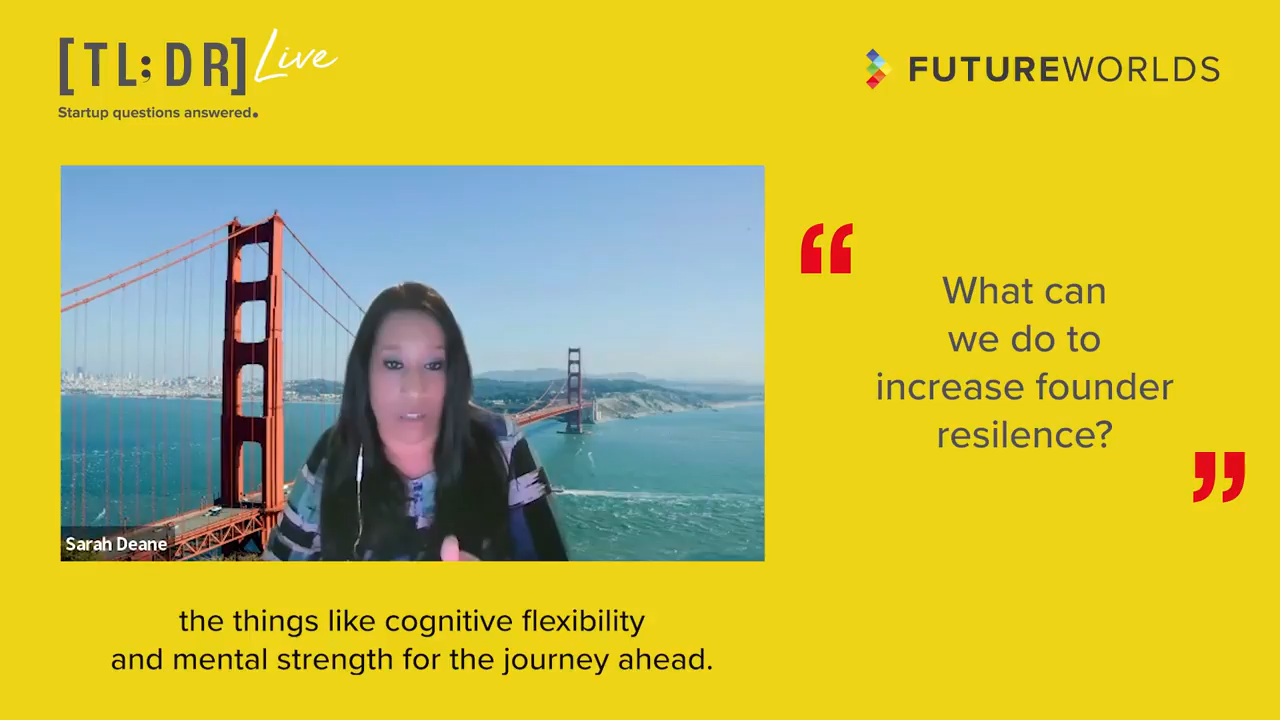 [TL;DR] Live
Startup questions answered.
FUTUREWORLDS
“
What can
we do to
increase founder
resilence?
”
Sarah Deane
the things like cognitive flexibility
and mental strength for the journey ahead.